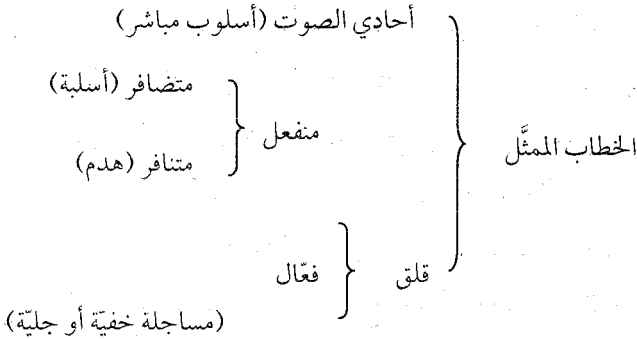 أحادي الصوت (أسلوب مباشر)
متضافر (أسلبة)
منفعل
متنافر (هدم)
الخطاب الممثَّل
قلق
فعّال
(مساجلة خفيّة أو جليّة)